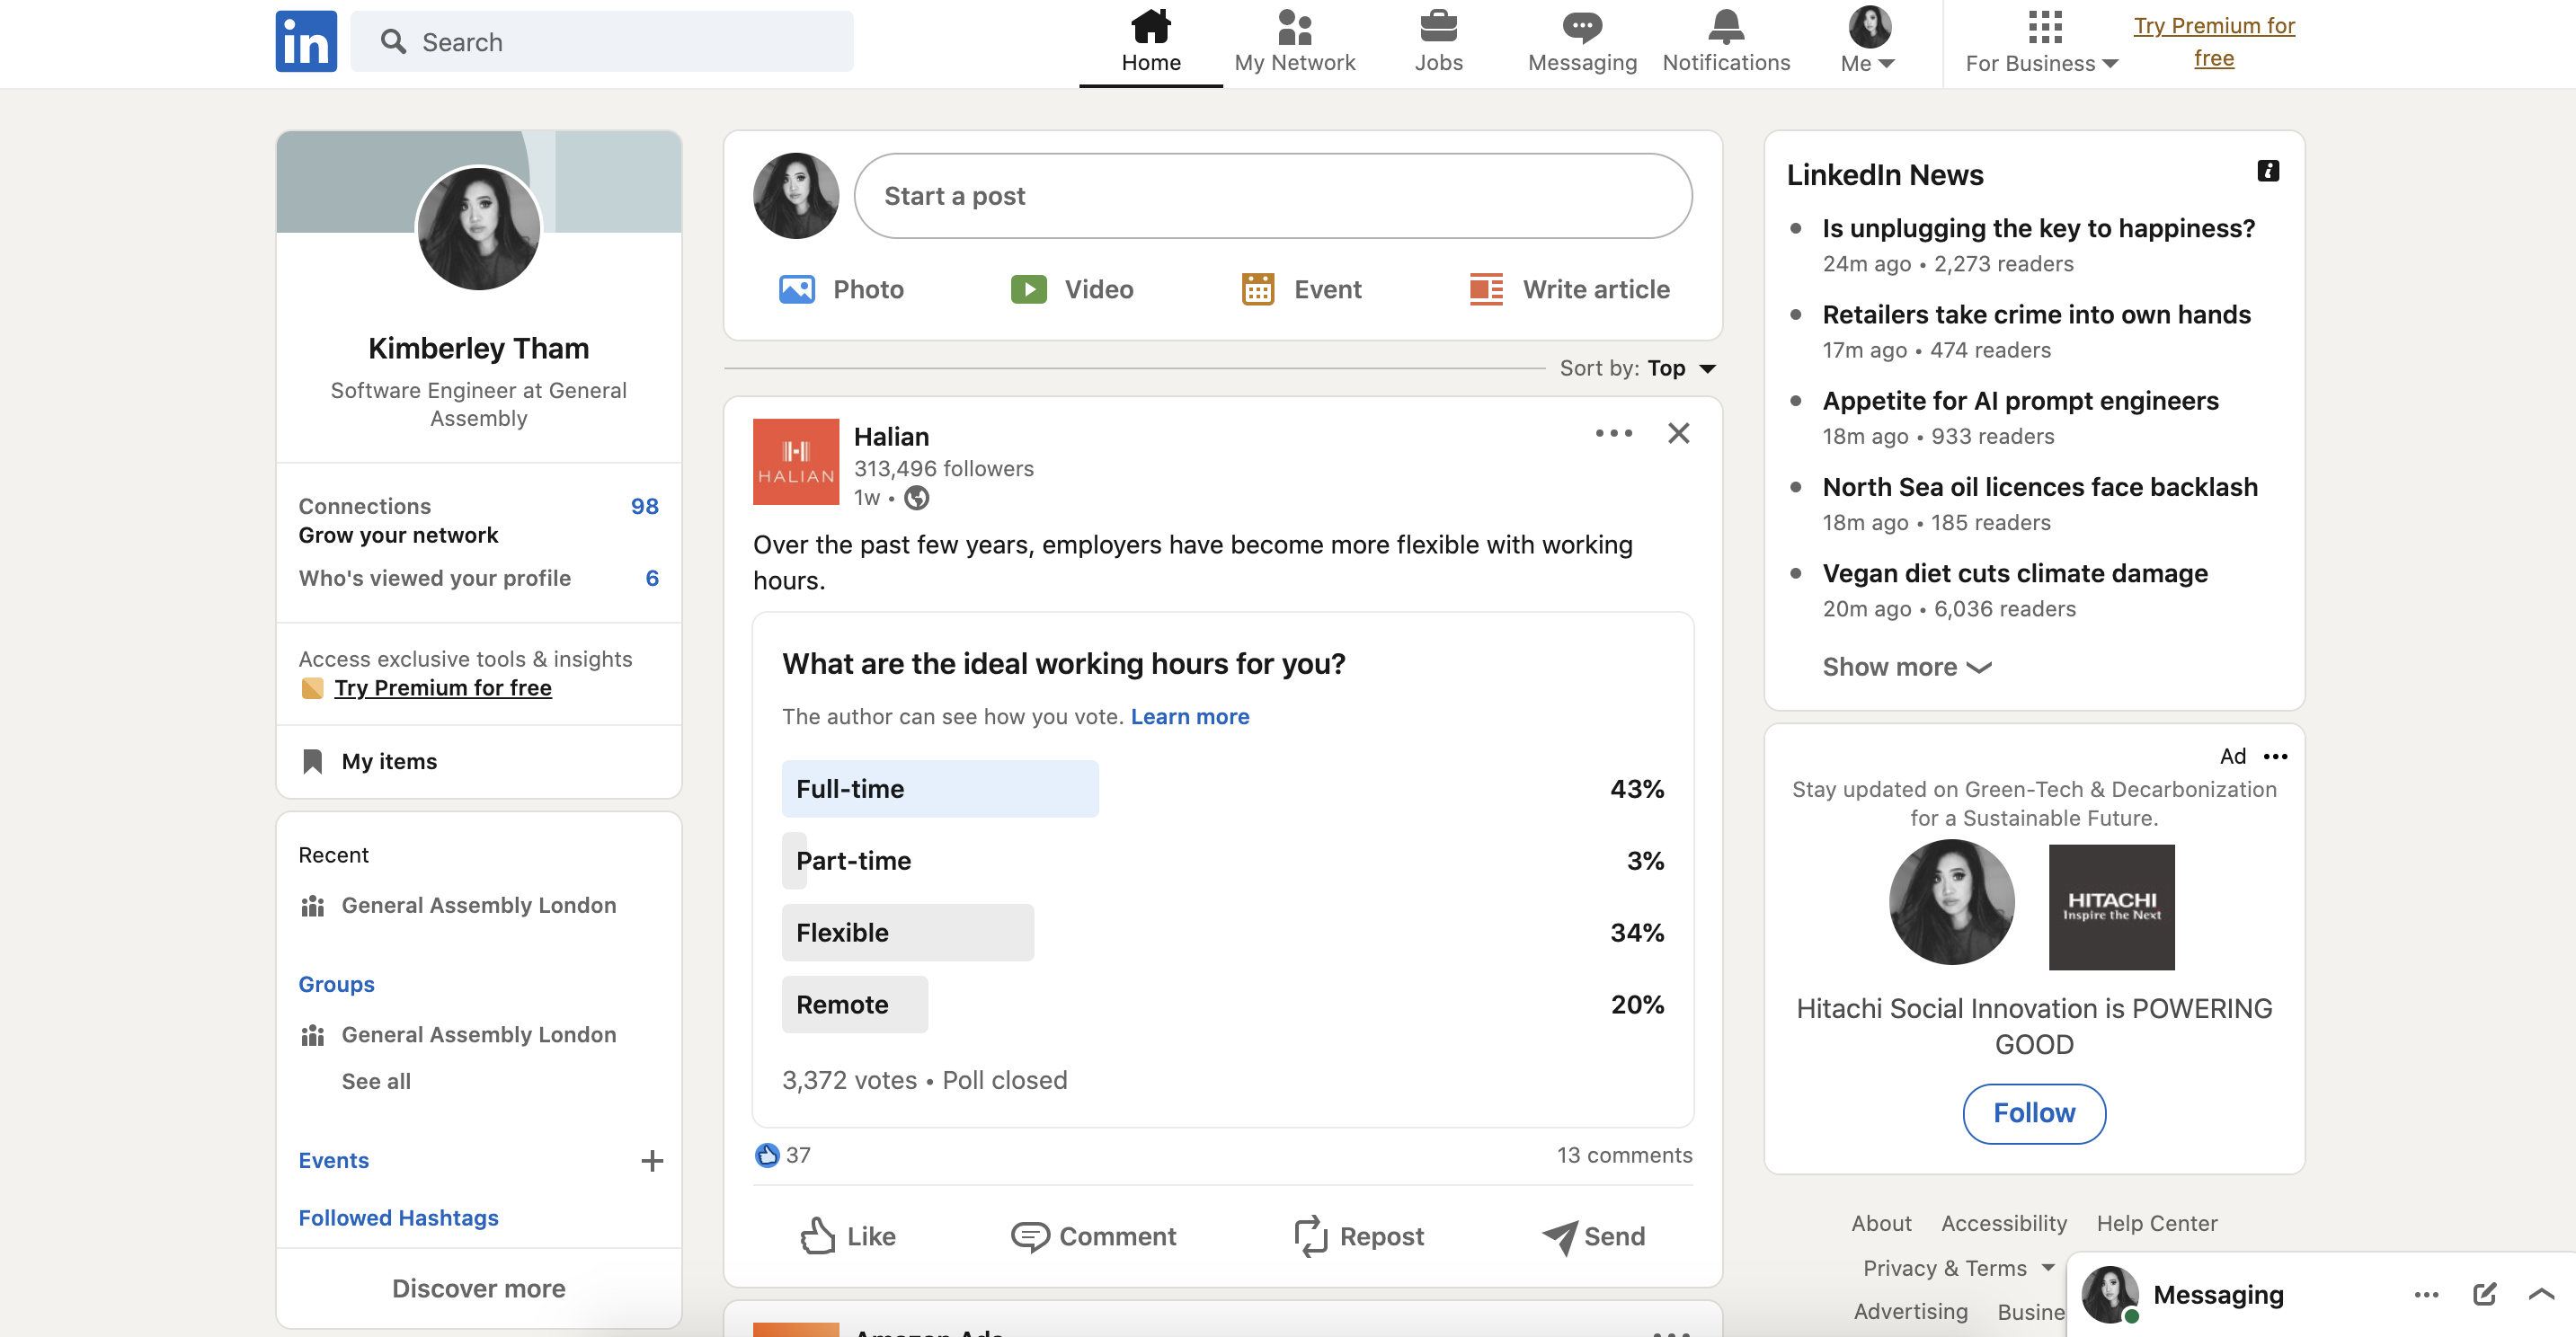 in
Search
Home
My Network
Jobs
Messaging
Notifications
Me
For Business
Try Premium for
free
Kimberley Tham
Software Engineer at General
Assembly
Connections 98
Grow your network
Who's viewed your profile 6
Access exclusive tools & insights
Try Premium for free
My items
Recent
General Assembly London
Groups
General Assembly London
See all
Events
Followed Hashtags
Discover more
Start a post
Photo
Video
Event
Write article
Sort by: Top
HALIAN
Halian
313,496 followers
1w •
Over the past few years, employers have become more flexible with working
hours.
What are the ideal working hours for you?
The author can see how you vote. Learn more
Full-time 43%
Part-time 3%
Flexible 34%
Remote 20%
3,372 votes • Poll closed
37
13 comments
Like
Comment
Repost
Send
LinkedIn News
Is unplugging the key to happiness?
24m ago • 2,273 readers
Retailers take crime into own hands
17m ago • 474 readers
Appetite for AI prompt engineers
18m ago • 933 readers
North Sea oil licences face backlash
18m ago • 185 readers
Vegan diet cuts climate damage
20m ago • 6,036 readers
Show more
Ad
Stay updated on Green-Tech & Decarbonization
for a Sustainable Future.
HITACHI
Inspire the Next
Hitachi Social Innovation is POWERING
GOOD
Follow
About Accessibility Help Center
Privacy & Terms
Advertising Busine
Messaging